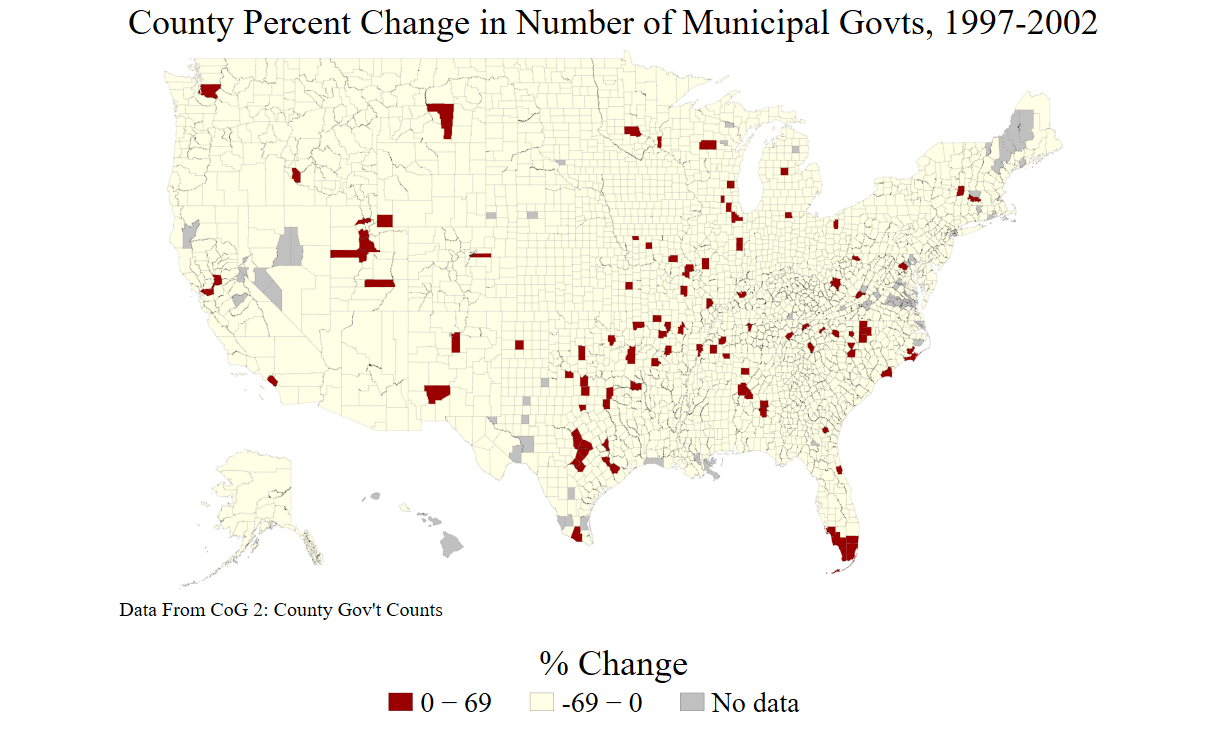 County Percent Change in Number of Municipal Govts, 1997-2002
Data From CoG 2: County Gov't Counts
% Change
0 − 69 -69 − 0 No data